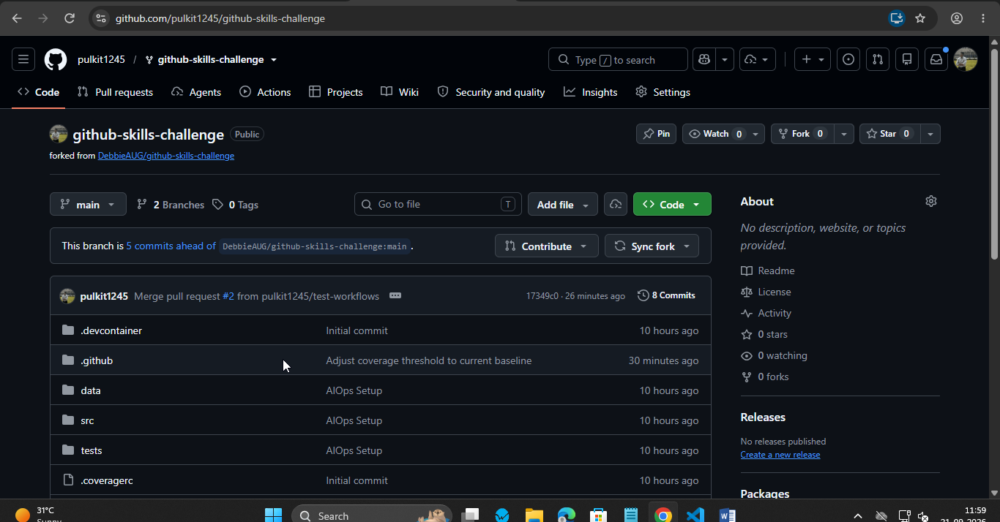 github.com/pulkit1245/github-skills-challenge
pulkit1245 / github-skills-challenge
Type / to search
Code Pull requests Agents Actions Projects Wiki Security and quality Insights Settings
github-skills-challenge Public
Pin Watch 0 Fork 0 Star 0
forked from DebbieAUG/github-skills-challenge
main 2 Branches 0 Tags Go to file T Add file Code
This branch is 5 commits ahead of DebbieAUG/github-skills-challenge:main .
Contribute Sync fork
pulkit1245 Merge pull request #2 from pulkit1245/test-workflows 17349c0 · 26 minutes ago 8 Commits
.devcontainer Initial commit 10 hours ago
.github Adjust coverage threshold to current baseline 30 minutes ago
data AIOps Setup 10 hours ago
src AIOps Setup 10 hours ago
tests AIOps Setup 10 hours ago
.coveragerc Initial commit 10 hours ago
About
No description, website, or topics
provided.
Readme
License
Activity
0 stars
0 watching
0 forks
Releases
No releases published
Create a new release
Packages
31°C
Sunny
Search
11:59